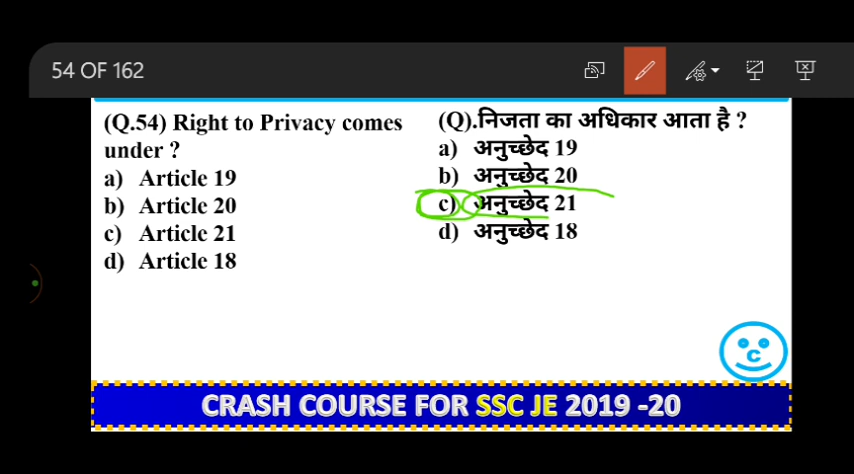 54 OF 162
(Q.54) Right to Privacy comes
under ?
a) Article 19
b) Article 20
c) Article 21
d) Article 18
(Q).निजता का अधिकार आता है ?
a) अनुच्छेद 19
b) अनुच्छेद 20
c) अनुच्छेद 21
d) अनुच्छेद 18
C
CRASH COURSE FOR SSC JE 2019 -20